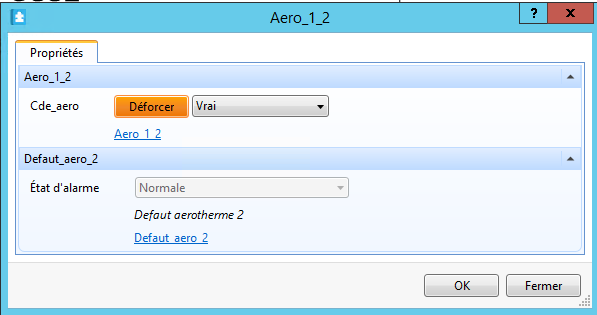 Aero_1_2
?
x
Propriétés
Aero_1_2
Cde_aero Déforcer Vrai
Aero_1_2
Defaut_aero_2
État d'alarme Normale
Defaut aerotherme 2
Defaut_aero_2
OK Fermer